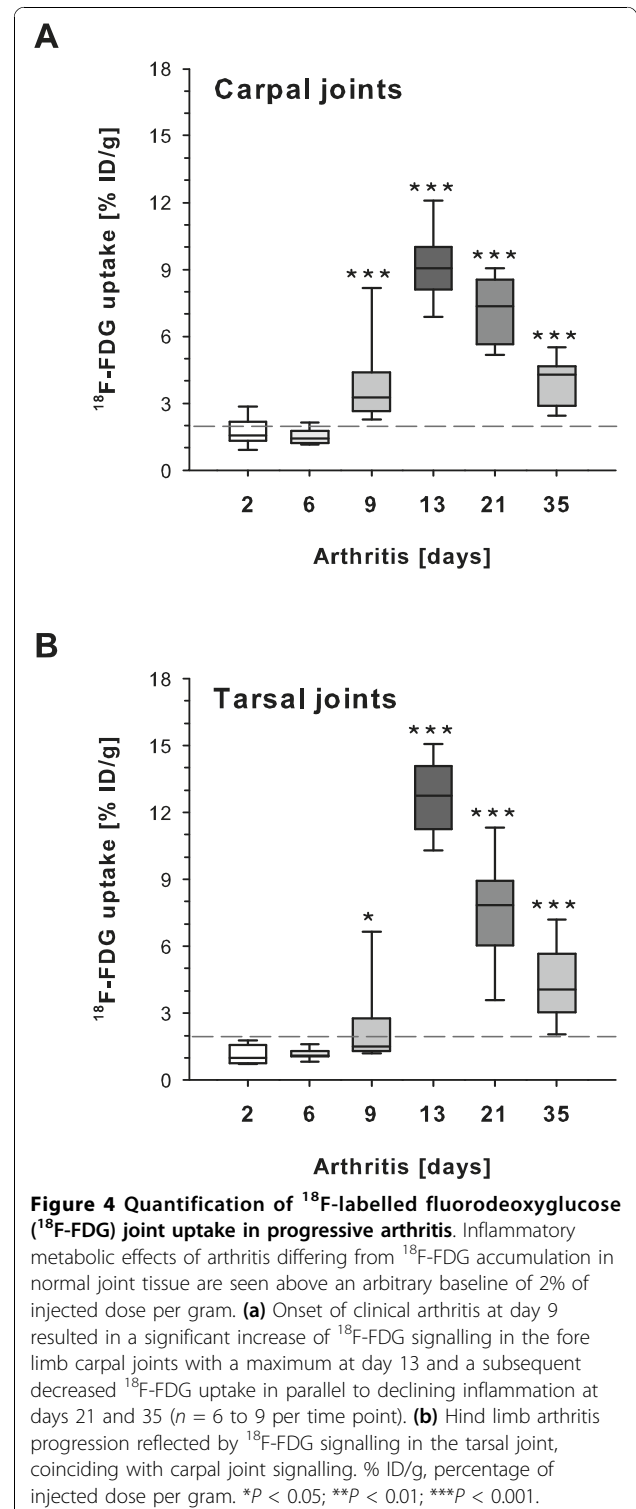 A
Carpal joints
18
15
12
9
6
3
0
¹⁸F-FDG uptake [% ID/g]
***
***
***
***
2 6 9 13 21 35
Arthritis [days]
B
Tarsal joints
18
15
12
9
6
3
0
¹⁸F-FDG uptake [% ID/g]
***
***
*
***
2 6 9 13 21 35
Arthritis [days]
Figure 4 Quantification of ¹⁸F-labelled fluorodeoxyglucose
(¹⁸F-FDG) joint uptake in progressive arthritis. Inflammatory
metabolic effects of arthritis differing from ¹⁸F-FDG accumulation in
normal joint tissue are seen above an arbitrary baseline of 2% of
injected dose per gram. (a) Onset of clinical arthritis at day 9
resulted in a significant increase of ¹⁸F-FDG signalling in the fore
limb carpal joints with a maximum at day 13 and a subsequent
decreased ¹⁸F-FDG uptake in parallel to declining inflammation at
days 21 and 35 (n = 6 to 9 per time point). (b) Hind limb arthritis
progression reflected by ¹⁸F-FDG signalling in the tarsal joint,
coinciding with carpal joint signalling. % ID/g, percentage of
injected dose per gram. *P < 0.05; **P < 0.01; ***P < 0.001.